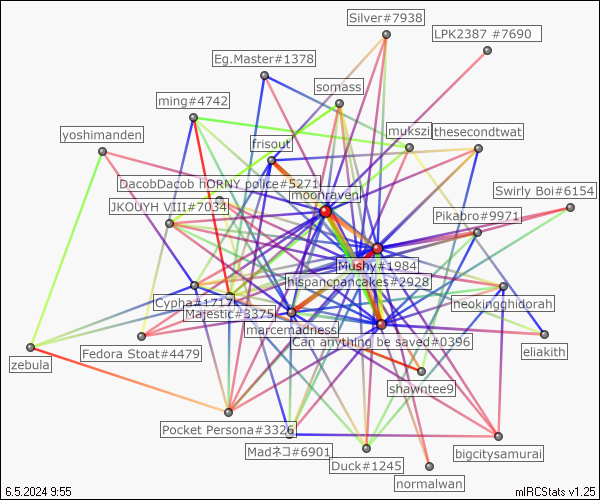 Silver#7938
LPK2387 #7690
Eg.Master#1378
somass
ming#4742
yoshimanden
frisout
mukszi
thesecondtwat
DacobDacob hORNY police#5271
moonraven
Swirly Boi#6154
JKOUYH VIII#7034
Pikabro#9971
Mushy#1984
hispancpancakes#2928
Cypha#1717
Majestic#3375
neokingghidorah
marcemadness
Can anything be saved#0396
Fedora Stoat#4479
eliakith
zebula
shawntee9
Pocket Persona#3326
Madネコ#6901
bigcitysamurai
Duck#1245
normalwan
6.5.2024 9:55
mIRCStats v1.25